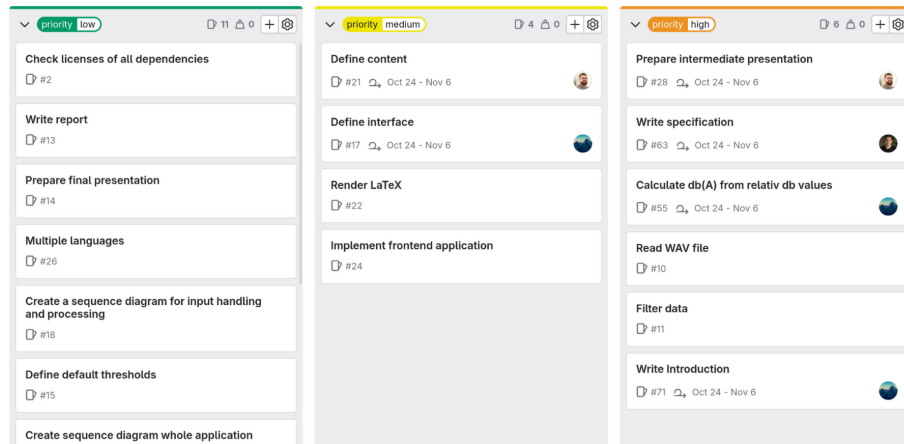 priority low 11 0
Check licenses of all dependencies
#2
Write report
#13
Prepare final presentation
#14
Multiple languages
#26
Create a sequence diagram for input handling
and processing
#18
Define default thresholds
#15
Create sequence diagram whole application
priority medium 4 0
Define content
#21 Oct 24 - Nov 6
Define interface
#17 Oct 24 - Nov 6
Render LaTeX
#22
Implement frontend application
#24
priority high 6 0
Prepare intermediate presentation
#28 Oct 24 - Nov 6
Write specification
#63 Oct 24 - Nov 6
Calculate db(A) from relativ db values
#55 Oct 24 - Nov 6
Read WAV file
#10
Filter data
#11
Write Introduction
#71 Oct 24 - Nov 6